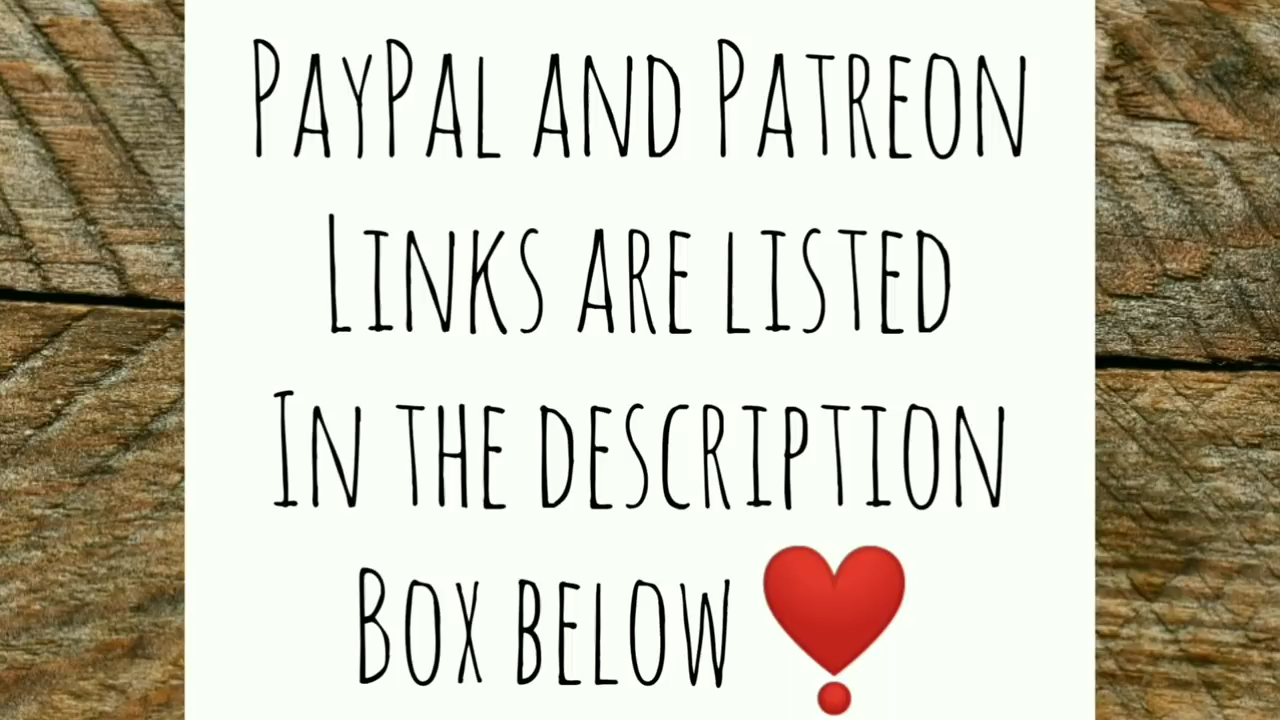 PayPal and Patreon
Links are listed
In the description
Box below ❣